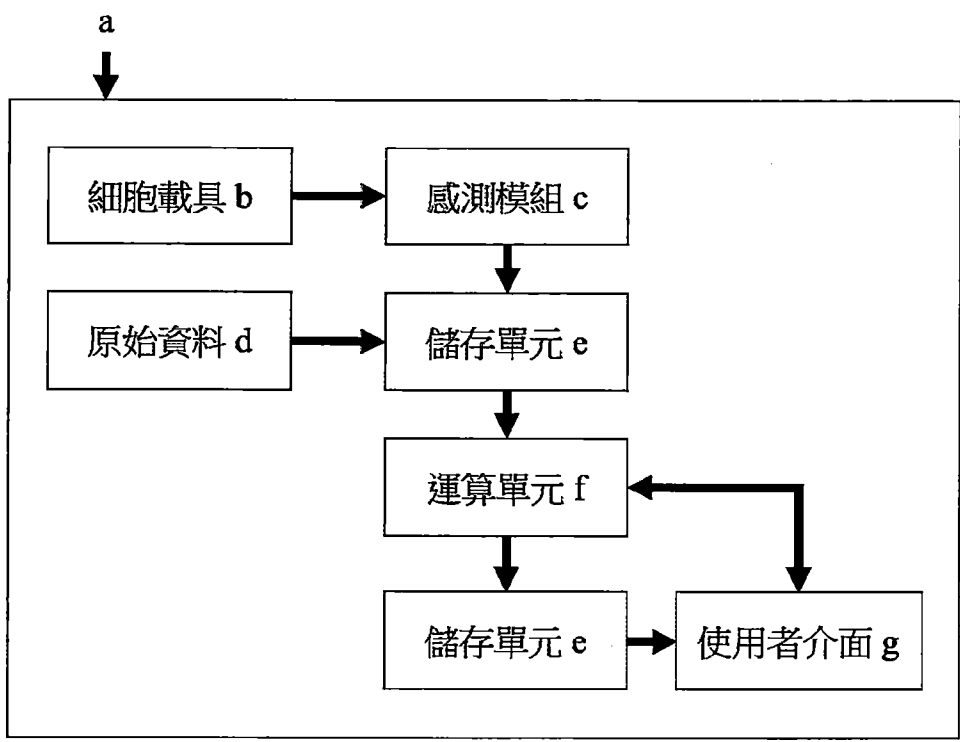 a
細胞載具 b
感測模組 c
原始資料 d
儲存單元 e
運算單元 f
儲存單元 e
使用者介面 g